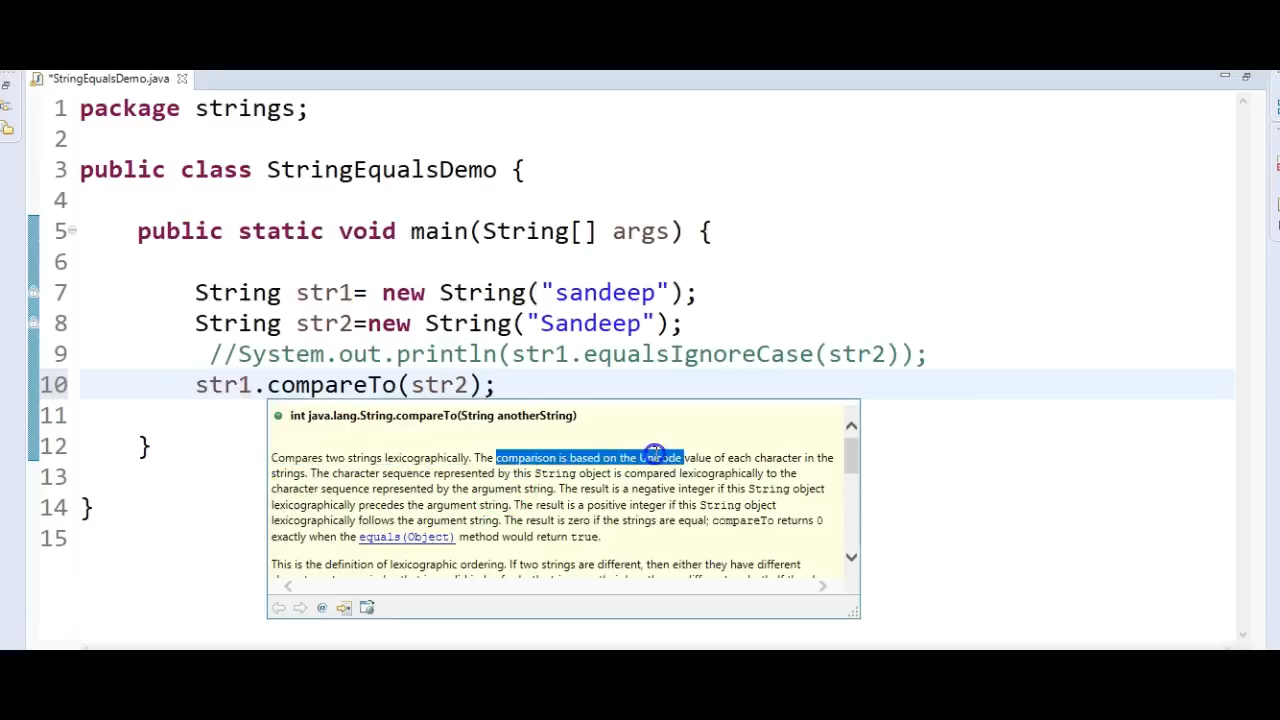 *StringEqualsDemo.java
1 package strings;
2
3 public class StringEqualsDemo {
4
5 public static void main(String[] args) {
6
7 String str1= new String("sandeep");
8 String str2=new String("Sandeep");
9 //System.out.println(str1.equalsIgnoreCase(str2));
10 str1.compareTo(str2);
11
12 }
13
14 }
15
int java.lang.String.compareTo(String anotherString)
Compares two strings lexicographically. The comparison is based on the Unicode value of each character in the
strings. The character sequence represented by this String object is compared lexicographically to the
character sequence represented by the argument string. The result is a negative integer if this String object
lexicographically precedes the argument string. The result is a positive integer if this String object
lexicographically follows the argument string. The result is zero if the strings are equal; compareTo returns 0
exactly when the equals(Object) method would return true.
This is the definition of lexicographic ordering. If two strings are different, then either they have different